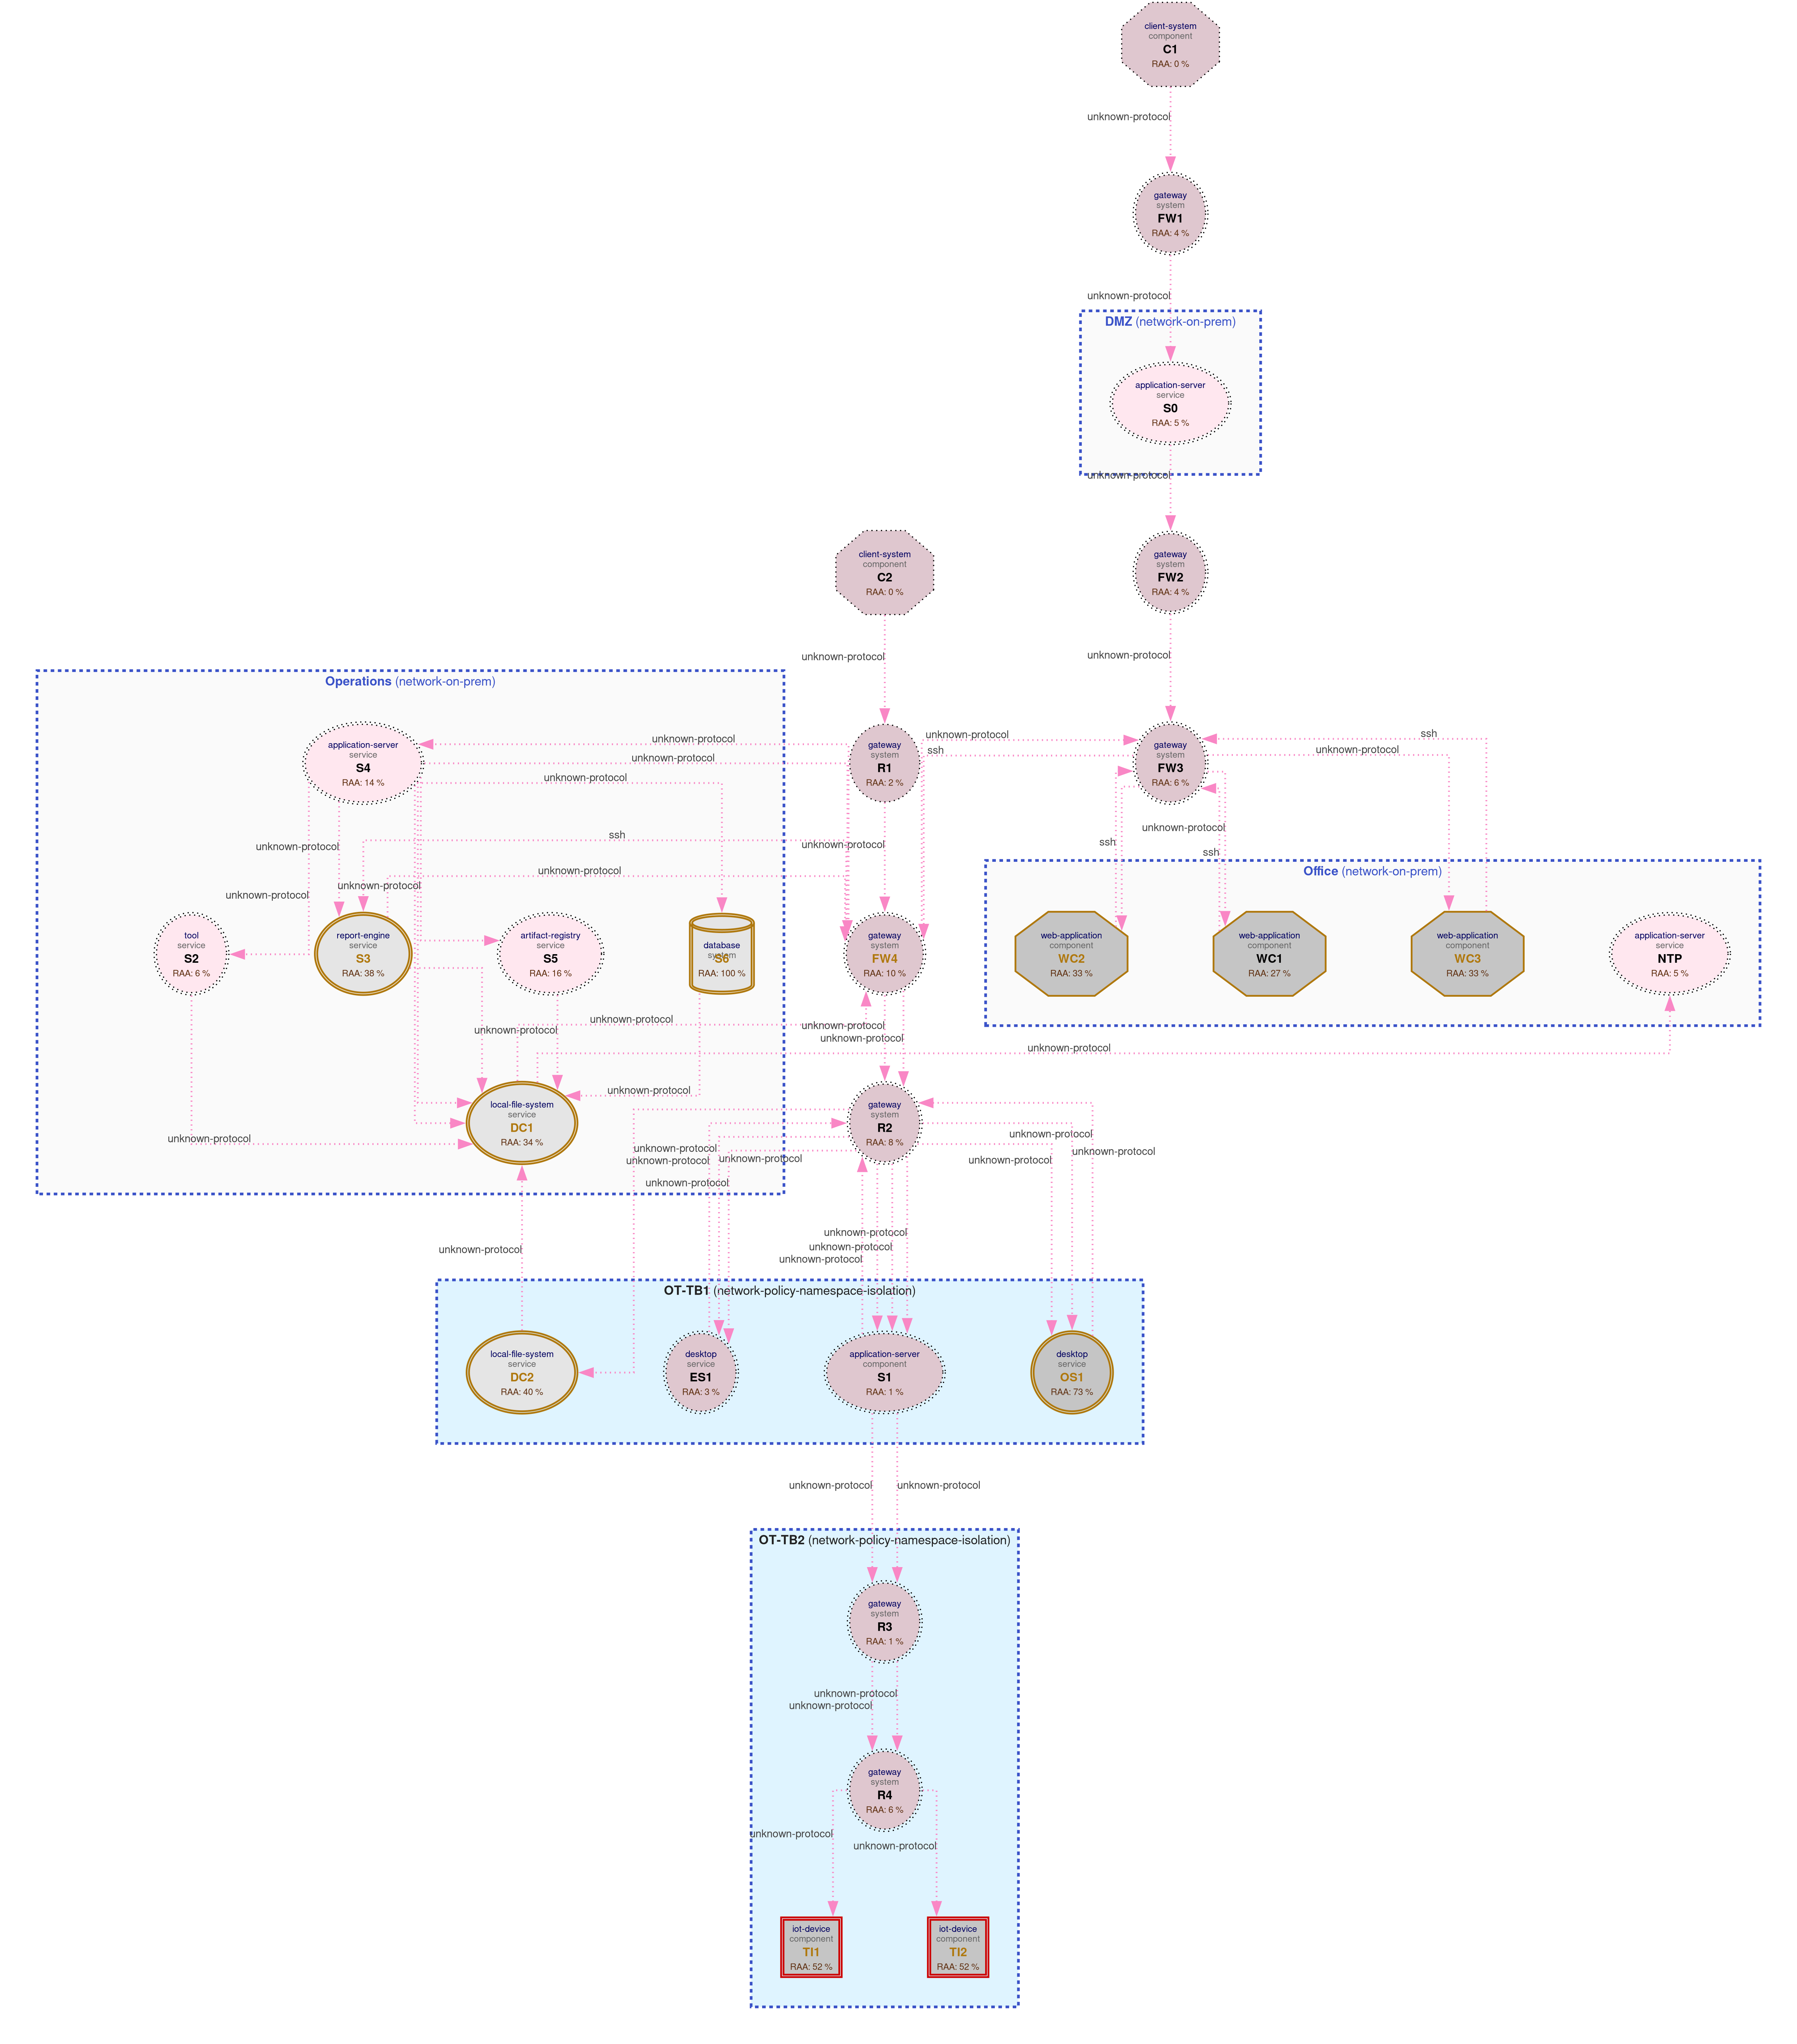 client-system
component
C1
RAA: 0 %
unknown-protocol
gateway
system
FW1
RAA: 4 %
unknown-protocol
DMZ (network-on-prem)
application-server
service
S0
RAA: 5 %
unknown-protocol
client-system
component
C2
RAA: 0 %
gateway
system
FW2
RAA: 4 %
unknown-protocol
unknown-protocol
Operations (network-on-prem)
application-server
service
S4
RAA: 14 %
unknown-protocol
unknown-protocol
unknown-protocol
gateway
system
R1
RAA: 2 %
unknown-protocol
ssh
gateway
system
FW3
RAA: 6 %
ssh
unknown-protocol
unknown-protocol
ssh
unknown-protocol
unknown-protocol
ssh
ssh
unknown-protocol
unknown-protocol
unknown-protocol
unknown-protocol
Office (network-on-prem)
tool
service
S2
RAA: 6 %
report-engine
service
S3
RAA: 38 %
artifact-registry
service
S5
RAA: 16 %
database
system
S6
RAA: 100 %
gateway
system
FW4
RAA: 10 %
web-application
component
WC2
RAA: 33 %
web-application
component
WC1
RAA: 27 %
web-application
component
WC3
RAA: 33 %
application-server
service
NTP
RAA: 5 %
unknown-protocol
unknown-protocol
unknown-protocol
unknown-protocol
unknown-protocol
unknown-protocol
local-file-system
service
DC1
RAA: 34 %
gateway
system
R2
RAA: 8 %
unknown-protocol
unknown-protocol
unknown-protocol
unknown-protocol
unknown-protocol
unknown-protocol
unknown-protocol
unknown-protocol
unknown-protocol
unknown-protocol
unknown-protocol
unknown-protocol
OT-TB1 (network-policy-namespace-isolation)
local-file-system
service
DC2
RAA: 40 %
desktop
service
ES1
RAA: 3 %
application-server
component
S1
RAA: 1 %
desktop
service
OS1
RAA: 73 %
unknown-protocol
unknown-protocol
OT-TB2 (network-policy-namespace-isolation)
gateway
system
R3
RAA: 1 %
unknown-protocol
unknown-protocol
gateway
system
R4
RAA: 6 %
unknown-protocol
unknown-protocol
iot-device
component
TI1
RAA: 52 %
iot-device
component
TI2
RAA: 52 %